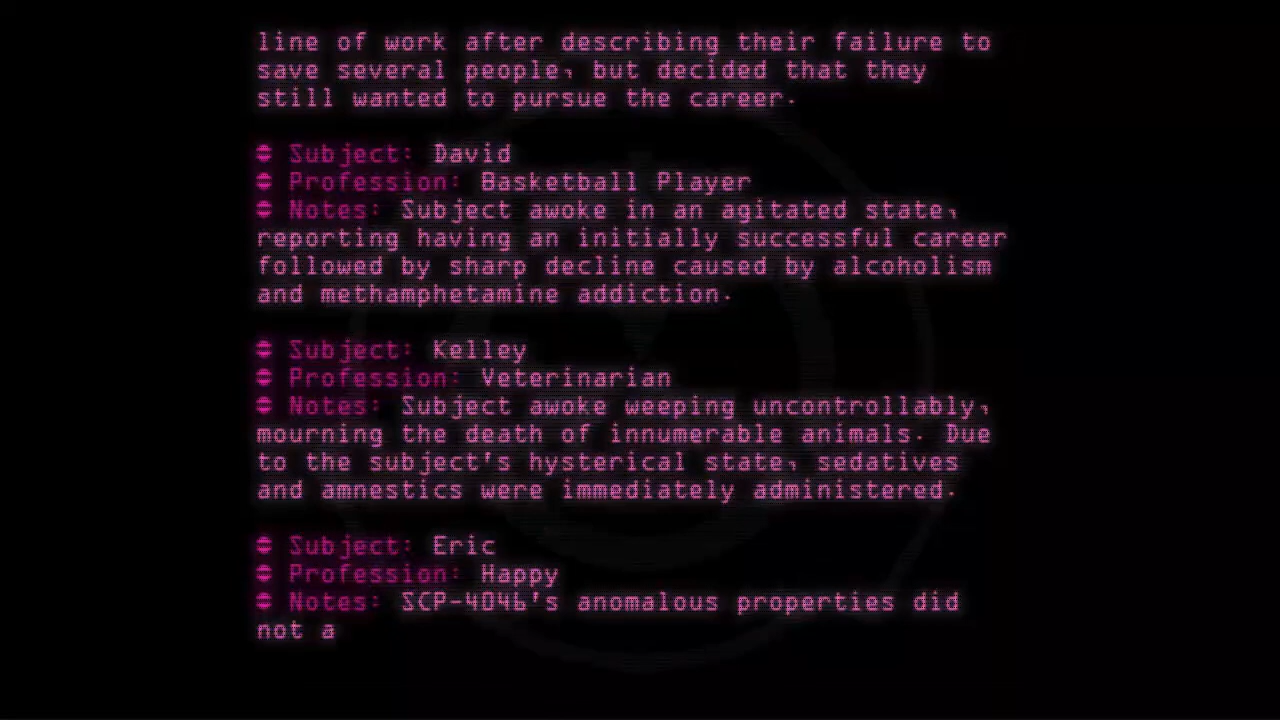 line of work after describing their failure to
save several people, but decided that they
still wanted to pursue the career.
Subject: David
Profession: Basketball Player
Notes: Subject awoke in an agitated state,
reporting having an initially successful career
followed by sharp decline caused by alcoholism
and methamphetamine addiction.
Subject: Kelley
Profession: Veterinarian
Notes: Subject awoke weeping uncontrollably,
mourning the death of innumerable animals. Due
to the subject's hysterical state, sedatives
and amnestics were immediately administered.
Subject: Eric
Profession: Happy
Notes: SCP-4046's anomalous properties did
not a